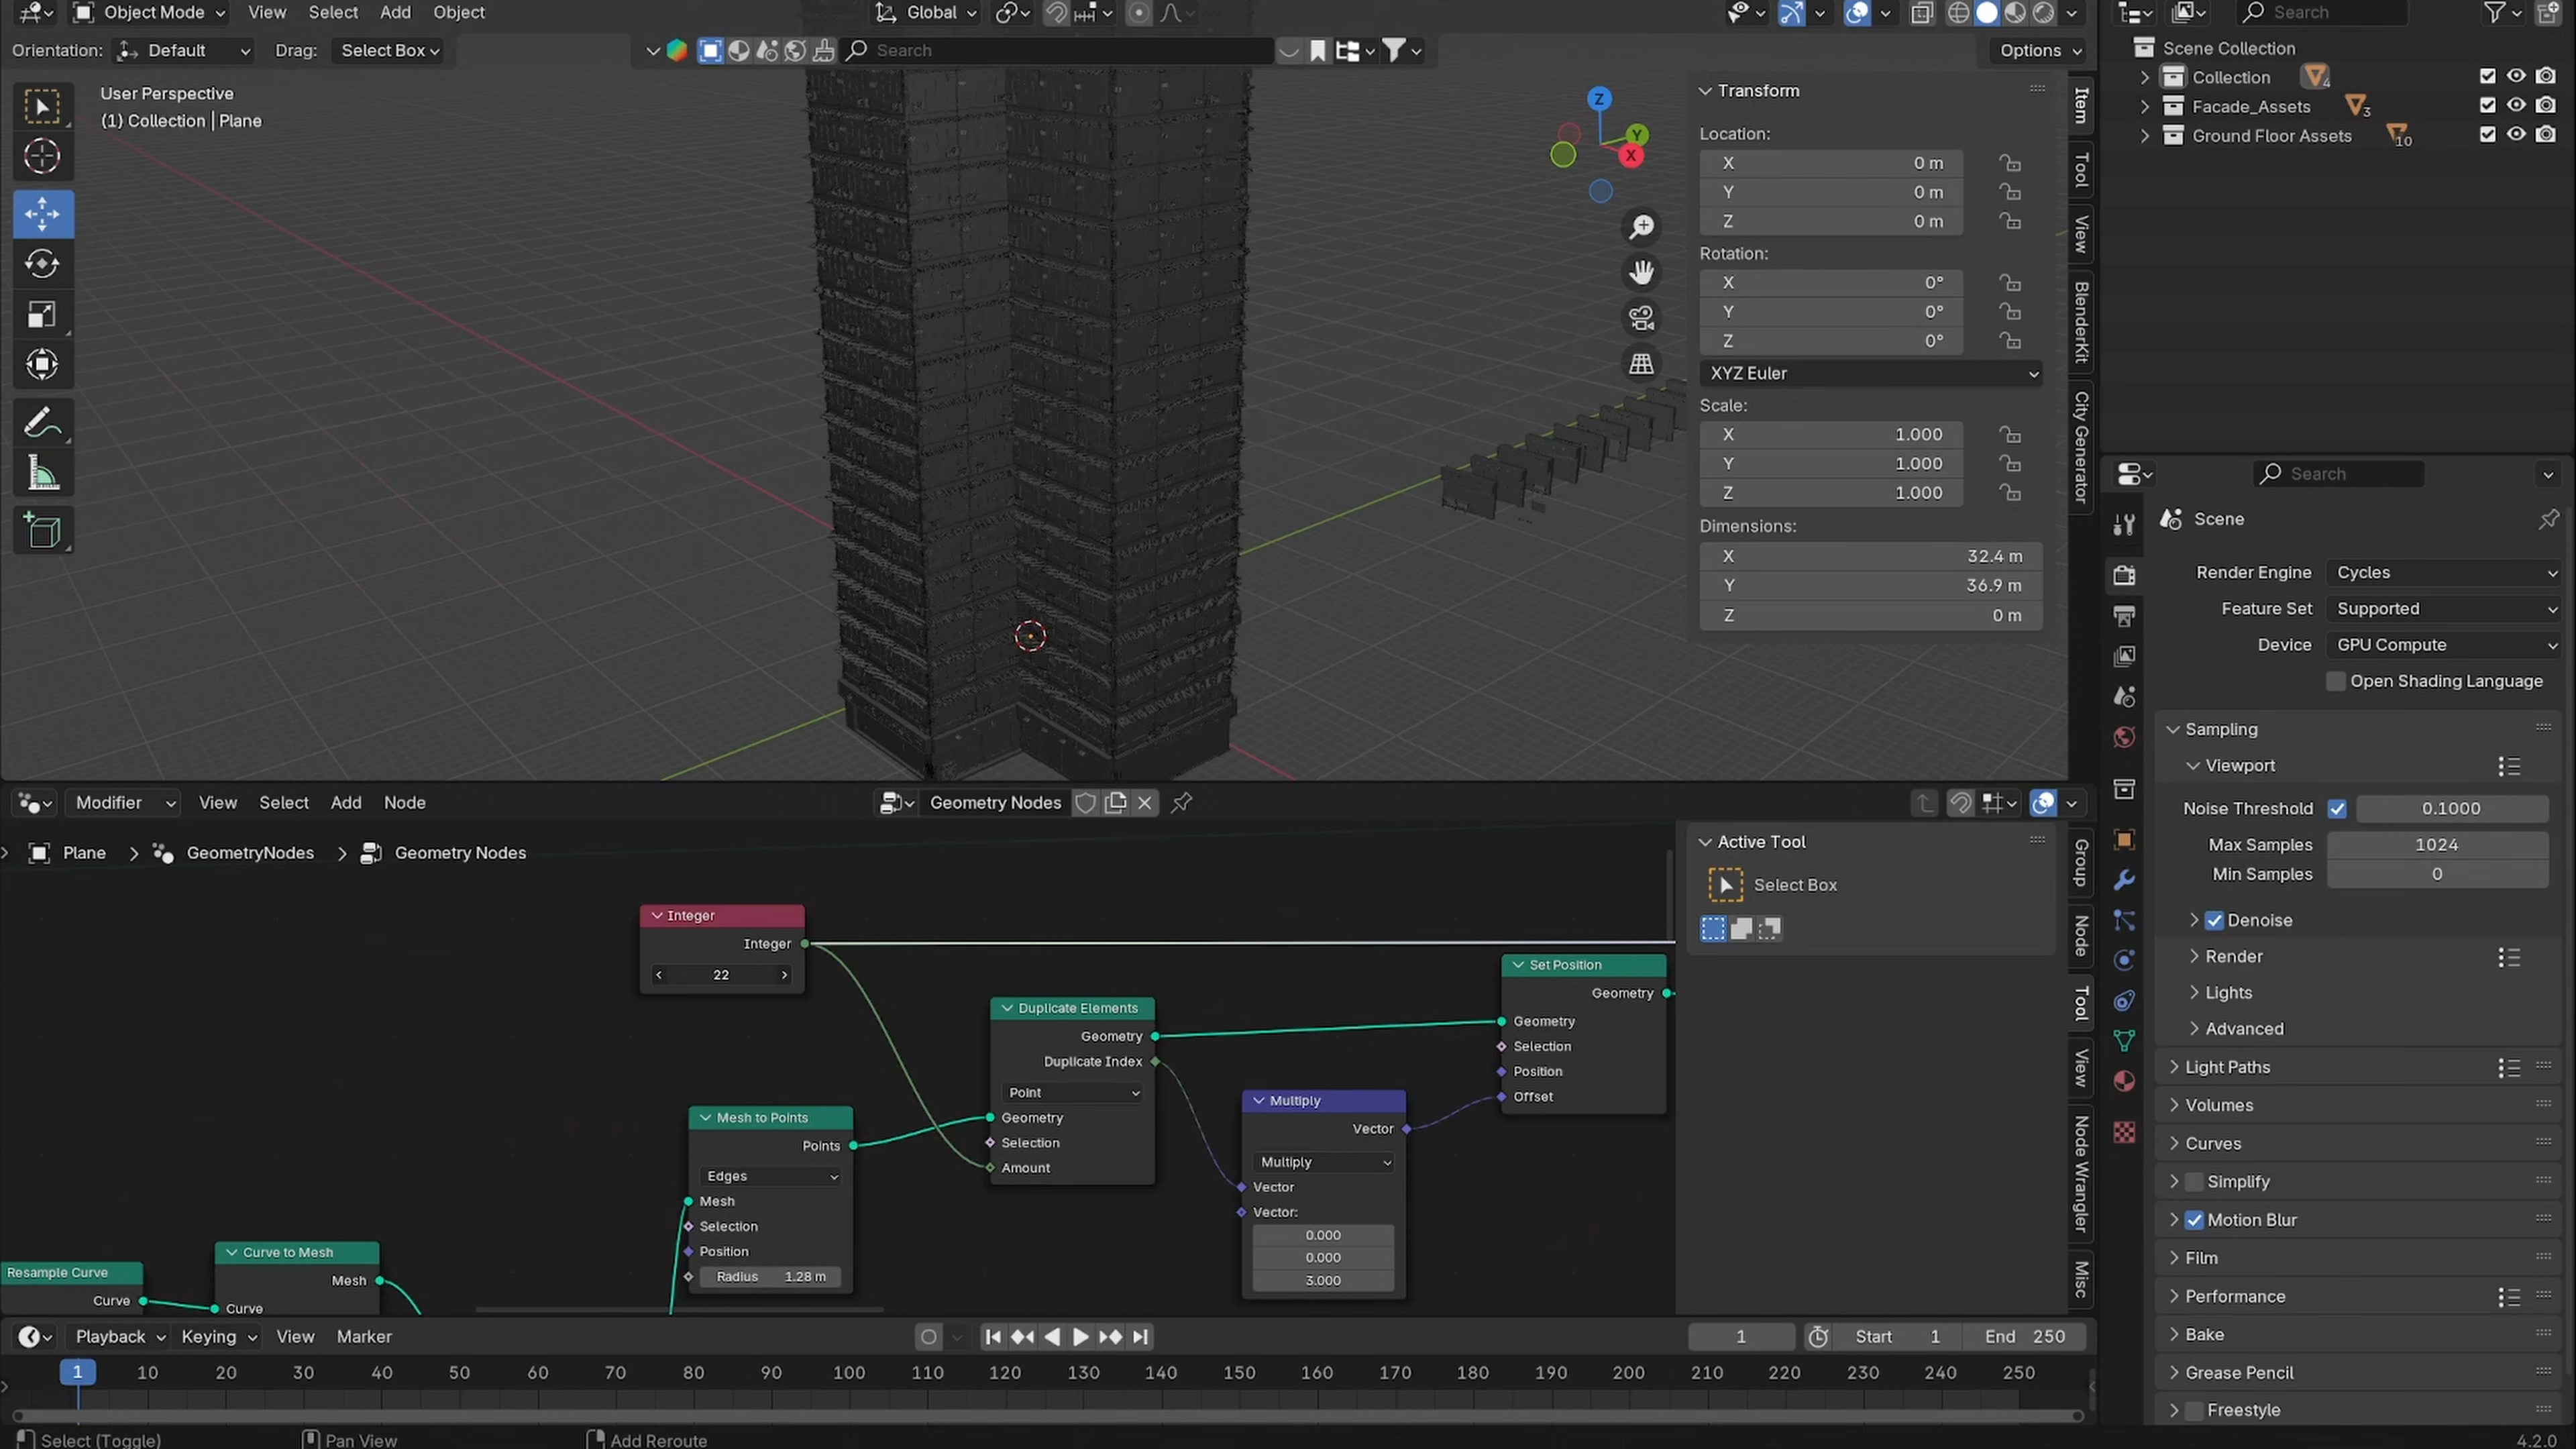 Object Mode View Select Add Object Global Search
Orientation: Default Drag: Select Box Search Options
User Perspective
(1) Collection | Plane
Z
Y
X
Transform
Location:
X 0 m
Y 0 m
Z 0 m
Rotation:
X 0°
Y 0°
Z 0°
XYZ Euler
Scale:
X 1.000
Y 1.000
Z 1.000
Dimensions:
X 32.4 m
Y 36.9 m
Z 0 m
Item
Tool
View
BlenderKit
City Generator
Scene Collection
Collection 4
Facade_Assets 3
Ground Floor Assets 10
Search
Scene
Render Engine Cycles
Feature Set Supported
Device GPU Compute
Open Shading Language
Sampling
Viewport
Noise Threshold 0.1000
Max Samples 1024
Min Samples 0
Denoise
Render
Lights
Advanced
Light Paths
Volumes
Curves
Simplify
Motion Blur
Film
Performance
Bake
Grease Pencil
Freestyle
Modifier View Select Add Node Geometry Nodes
Plane GeometryNodes Geometry Nodes
Integer
Integer
22
Duplicate Elements
Geometry
Duplicate Index
Point
Geometry
Selection
Amount
Mesh to Points
Points
Edges
Mesh
Selection
Position
Radius 1.28 m
Resample Curve
Curve
Curve to Mesh
Mesh
Curve
Multiply
Vector
Multiply
Vector
Vector:
0.000
0.000
3.000
Set Position
Geometry
Geometry
Selection
Position
Offset
Active Tool
Select Box
Group
Node
Tool
View
Node Wrangler
Misc
Playback Keying View Marker 1 Start 1 End 250
1 10 20 30 40 50 60 70 80 90 100 110 120 130 140 150 160 170 180 190 200 210 220 230 240 250
Select (Toggle) Pan View Add Reroute 4.2.0